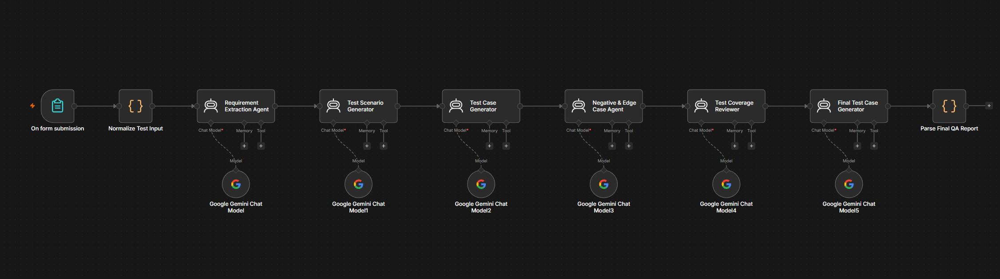 On form submission
Normalize Test Input
Requirement
Extraction Agent
Chat Model*
Memory
Tool
Model
Google Gemini Chat
Model
Test Scenario
Generator
Chat Model*
Memory
Tool
Model
Google Gemini Chat
Model1
Test Case
Generator
Chat Model*
Memory
Tool
Model
Google Gemini Chat
Model2
Negative & Edge
Case Agent
Chat Model*
Memory
Tool
Model
Google Gemini Chat
Model3
Test Coverage
Reviewer
Chat Model*
Memory
Tool
Model
Google Gemini Chat
Model4
Final Test Case
Generator
Chat Model*
Memory
Tool
Model
Google Gemini Chat
Model5
Parse Final QA Report